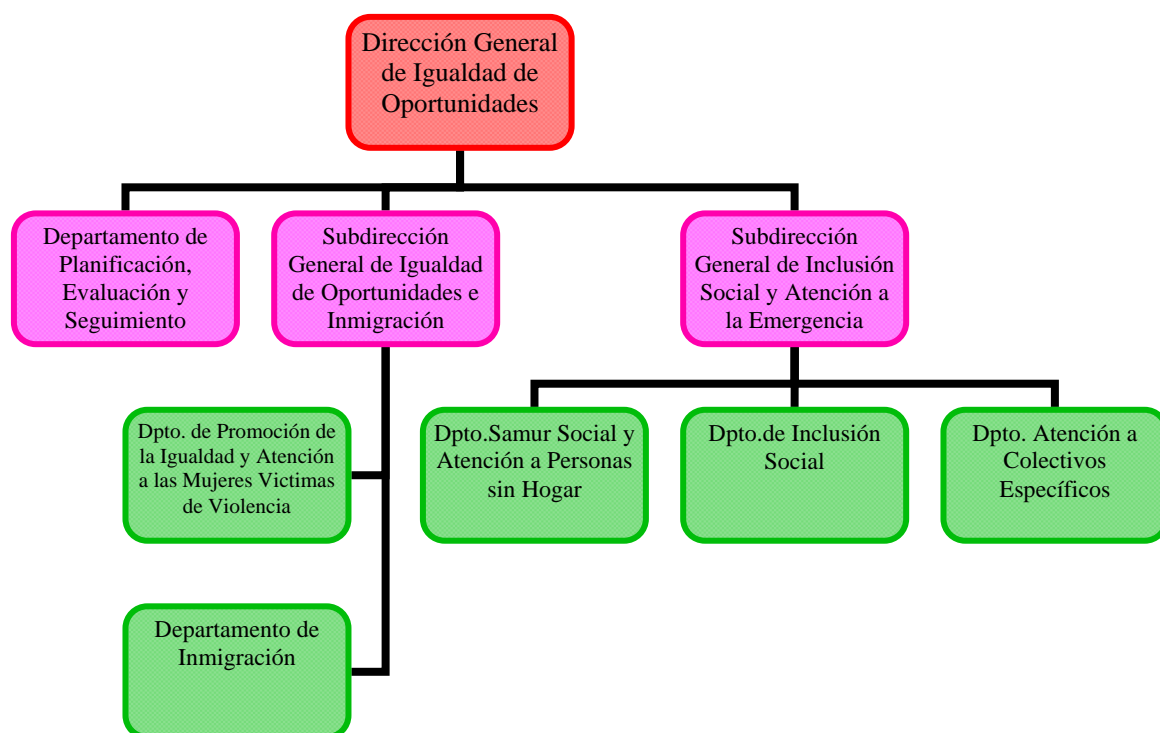 Dirección General
de Igualdad de
Oportunidades
Departamento de
Planificación,
Evaluación y
Seguimiento
Subdirección
General de Igualdad
de Oportunidades e
Inmigración
Subdirección
General de Inclusión
Social y Atención a
la Emergencia
Dpto. de Promoción de
la Igualdad y Atención
a las Mujeres Victimas
de Violencia
Dpto.Samur Social y
Atención a Personas
sin Hogar
Dpto.de Inclusión
Social
Dpto. Atención a
Colectivos
Específicos
Departamento de
Inmigración